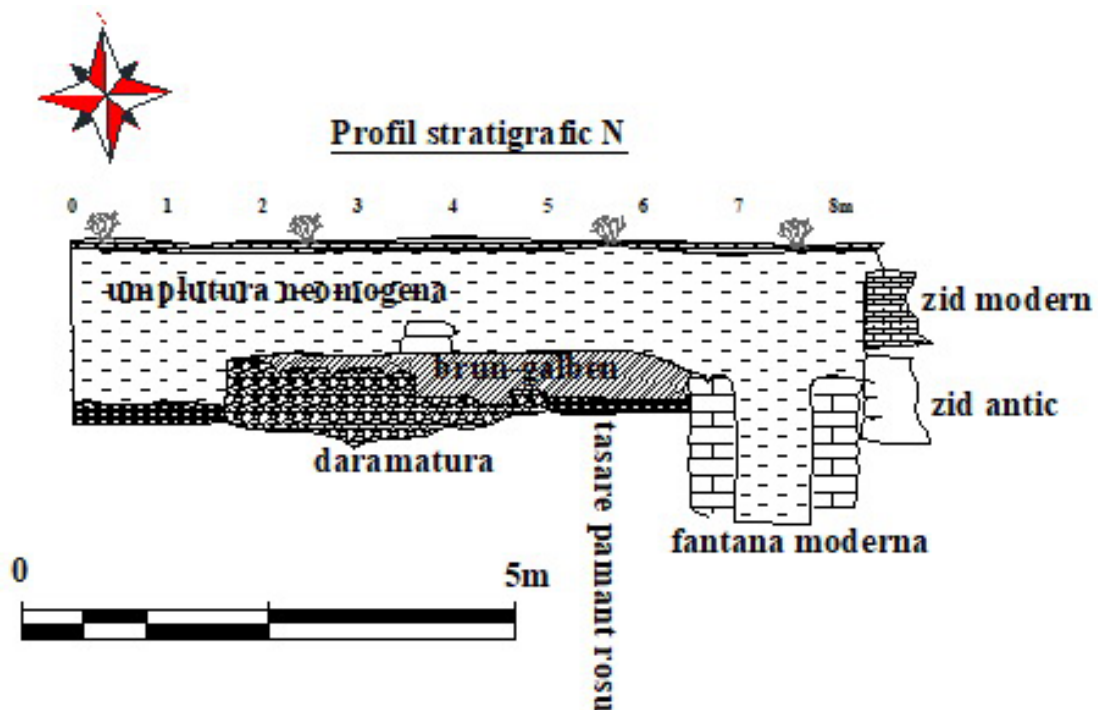 Profil stratigrafic N
0 1 2 3 4 5 6 7 8m
umplutura neomogena
zid modern
brun-galben
zid antic
daramatura
tasare pamant rosu
fantana moderna
0 5m